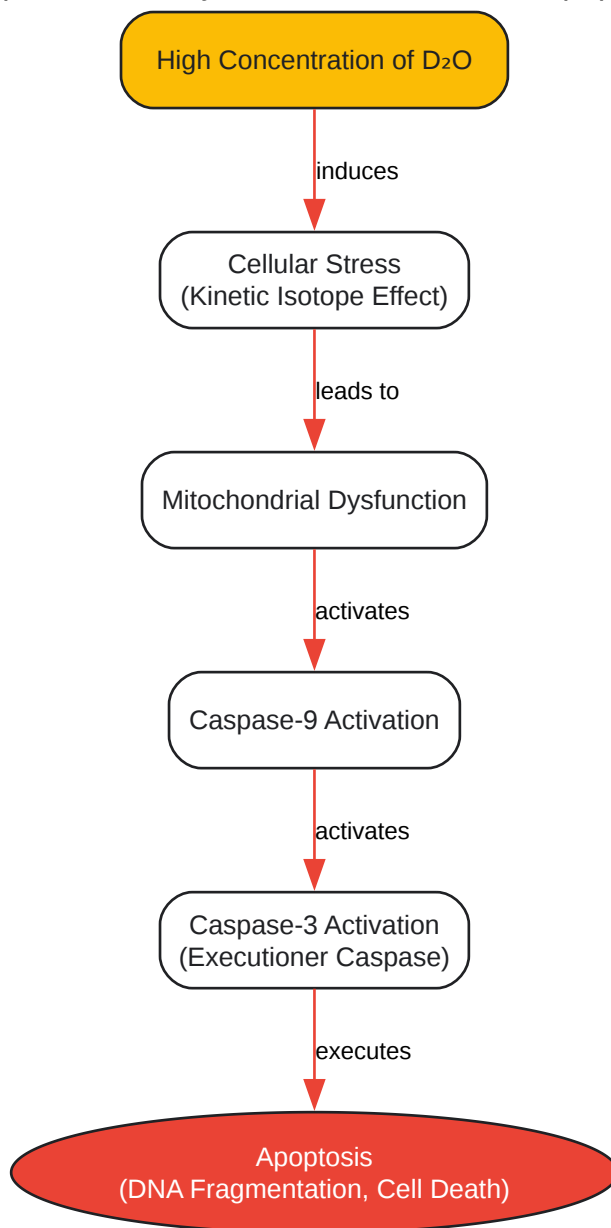 High Concentration of D₂O
induces
Cellular Stress
(Kinetic Isotope Effect)
leads to
Mitochondrial Dysfunction
activates
Caspase-9 Activation
activates
Caspase-3 Activation
(Executioner Caspase)
executes
Apoptosis
(DNA Fragmentation, Cell Death)